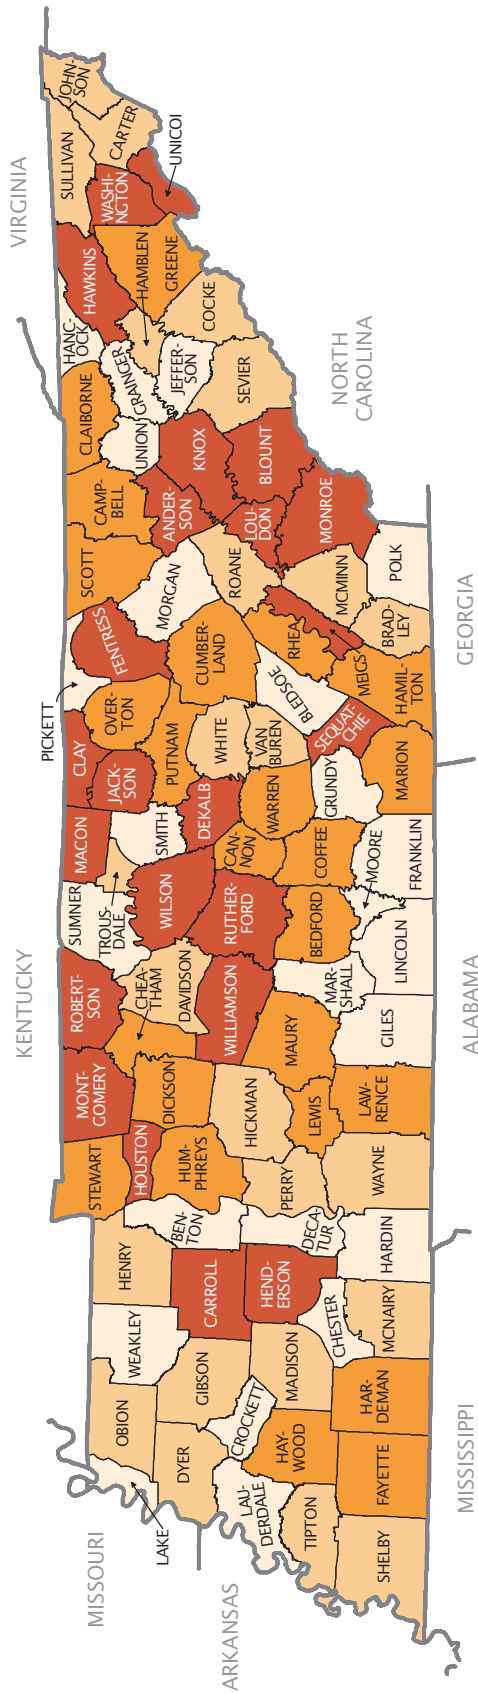 MISSOURI
KENTUCKY
VIRGINIA
ARKANSAS
MISSISSIPPI
ALABAMA
GEORGIA
NORTH
CAROLINA
LAKE
OBION
WEAKLEY
HENRY
DYER
GIBSON
CARROLL
BEN-
TON
LAU-
DERDALE
CROCKETT
MADISON
HEND-
ERSON
DECA-
TUR
TIPTON
HAY-
WOOD
CHESTER
SHELBY
FAYETTE
HAR-
DEMAN
MCNAIRY
HARDIN
STEWART
MONT-
GOMERY
ROBERT-
SON
SUMNER
MACON
CLAY
PICKETT
HOUSTON
HUM-
PHREYS
DICKSON
CHEA-
THAM
DAVIDSON
TROUS-
DALE
WILSON
SMITH
JACK-
SON
OVER-
TON
FENTRESS
PERRY
HICKMAN
WILLIAMSON
RUTHER-
FORD
CAN-
NON
DEKALB
PUTNAM
WHITE
CUMBER-
LAND
LEWIS
MAURY
MAR-
SHALL
BEDFORD
COFFEE
WARREN
VAN
BUREN
BLEDSOE
RHEA
WAYNE
LAW-
RENCE
GILES
LINCOLN
MOORE
FRANKLIN
GRUNDY
SEQUAT-
CHIE
MARION
HAMIL-
TON
MEIGS
BRAD-
LEY
MCMINN
POLK
SCOTT
CAMP-
BELL
CLAIBORNE
HANC-
OCK
HAWKINS
SULLIVAN
JOHN-
SON
MORGAN
ANDER-
SON
UNION
GRAINGER
HAMBLEN
GREENE
WASHI-
NGTON
CARTER
UNICOI
ROANE
LOU-
DON
KNOX
JEFFER-
SON
COCKE
MONROE
BLOUNT
SEVIER